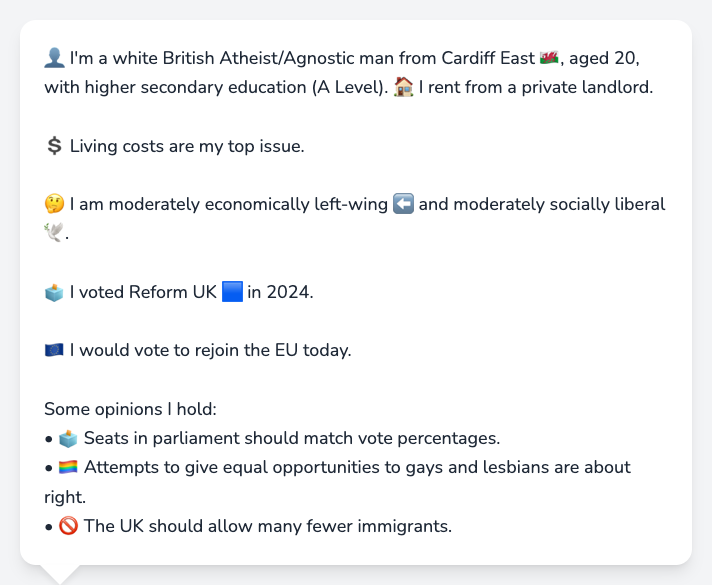 👤 I'm a white British Atheist/Agnostic man from Cardiff East 🏴󠁧󠁢󠁷󠁬󠁳󠁿, aged 20,
with higher secondary education (A Level). 🏠 I rent from a private landlord.
💲 Living costs are my top issue.
🤔 I am moderately economically left-wing ⬅️ and moderately socially liberal
🕊️.
🗳️ I voted Reform UK 🟦 in 2024.
🇪🇺 I would vote to rejoin the EU today.
Some opinions I hold:
• 🗳️ Seats in parliament should match vote percentages.
• 🏳️‍🌈 Attempts to give equal opportunities to gays and lesbians are about
right.
• 🚫 The UK should allow many fewer immigrants.